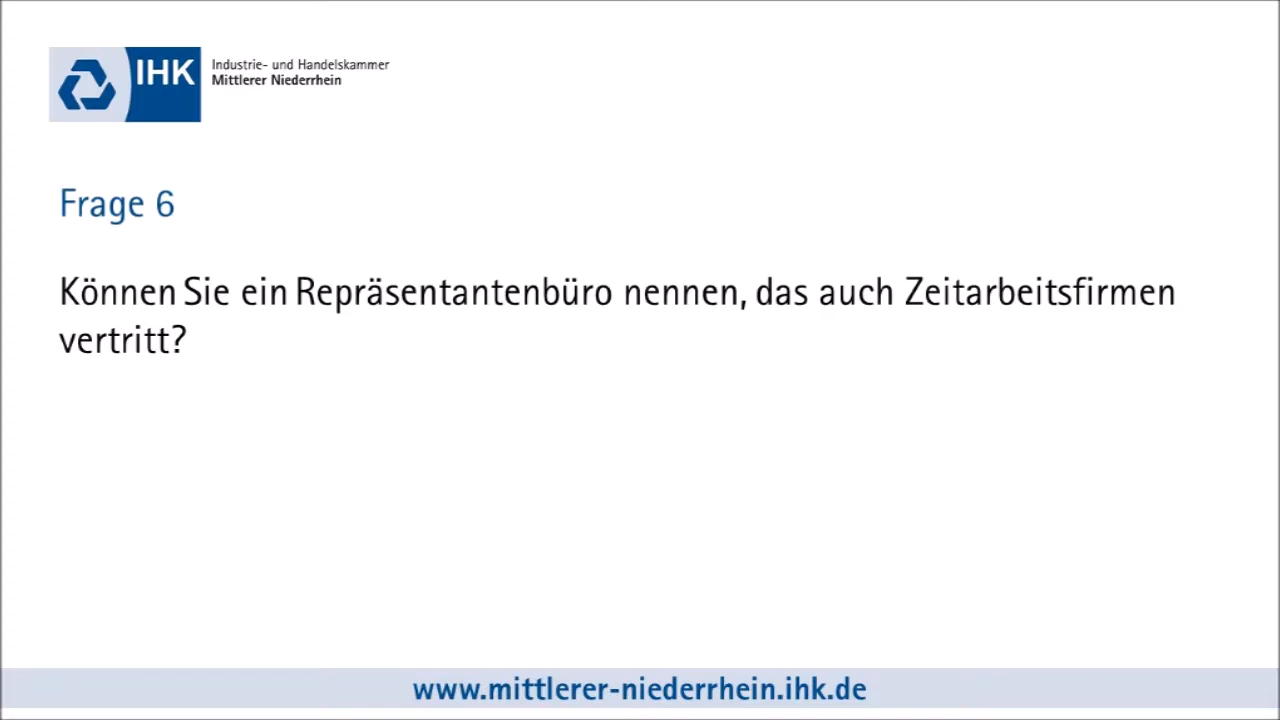 IHK
Industrie- und Handelskammer
Mittlerer Niederrhein
Frage 6
Können Sie ein Repräsentantenbüro nennen, das auch Zeitarbeitsfirmen
vertritt?
www.mittlerer-niederrhein.ihk.de